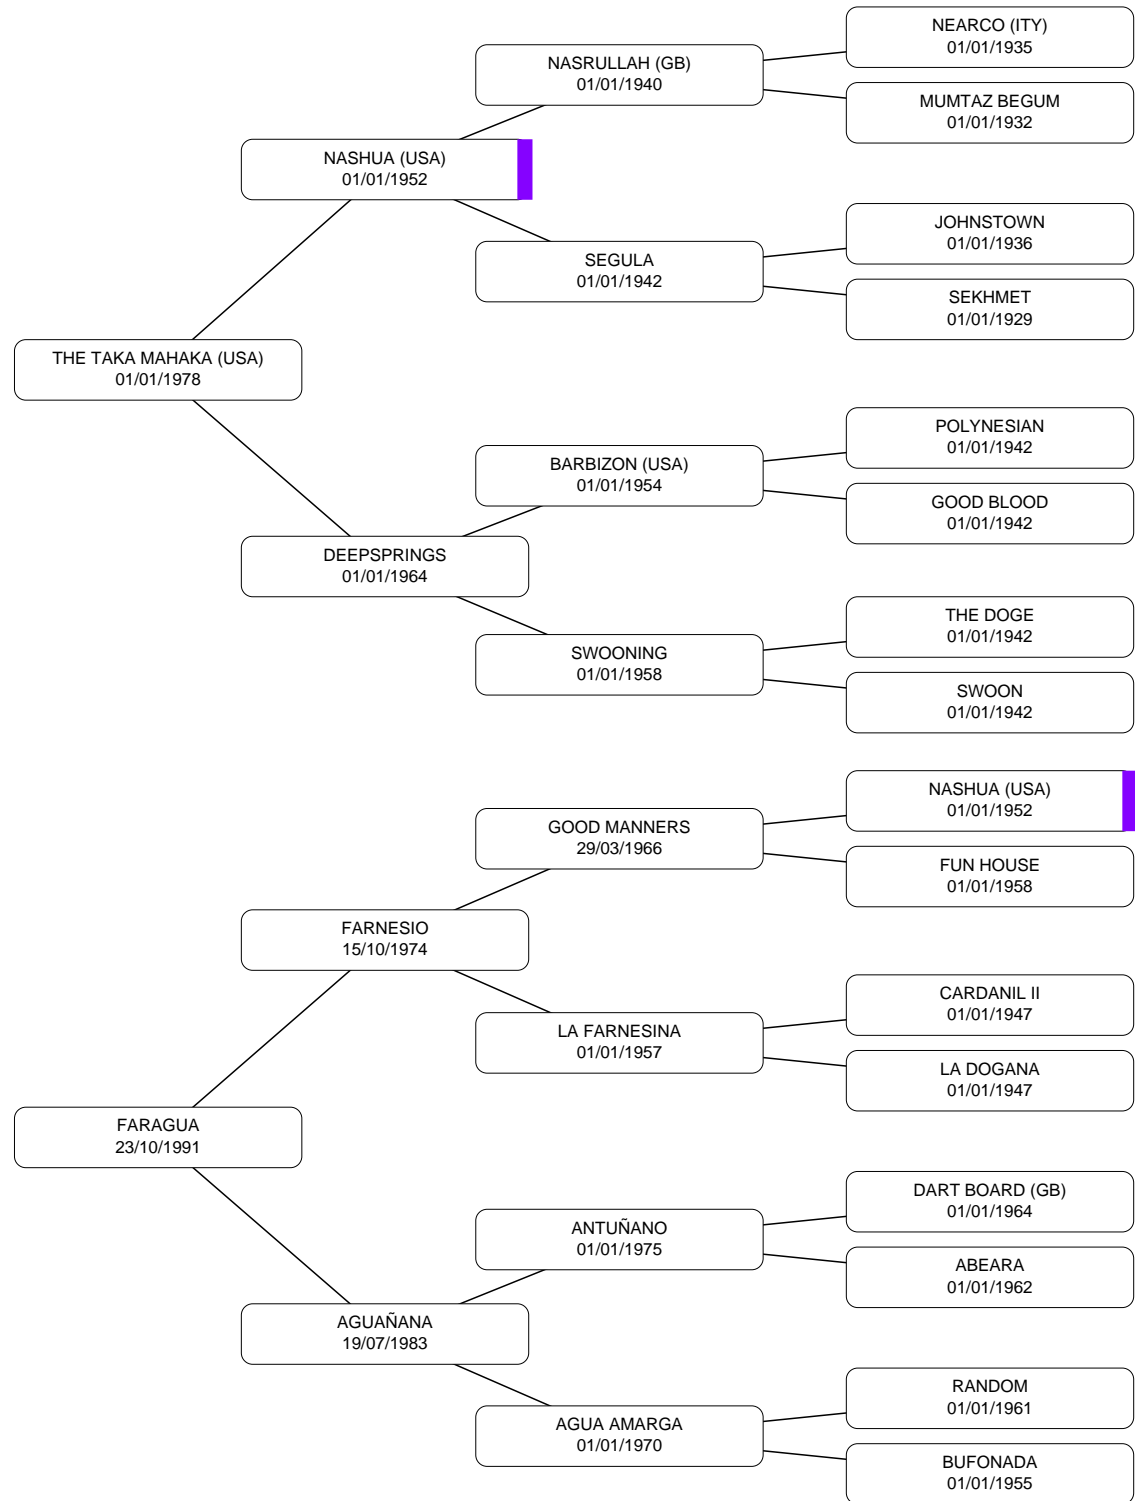 NEARCO (ITY)
01/01/1935
NASRULLAH (GB)
01/01/1940
MUMTAZ BEGUM
01/01/1932
NASHUA (USA)
01/01/1952
JOHNSTOWN
01/01/1936
SEGULA
01/01/1942
SEKHMET
01/01/1929
THE TAKA MAHAKA (USA)
01/01/1978
POLYNESIAN
01/01/1942
BARBIZON (USA)
01/01/1954
GOOD BLOOD
01/01/1942
DEEPSPRINGS
01/01/1964
THE DOGE
01/01/1942
SWOONING
01/01/1958
SWOON
01/01/1942
NASHUA (USA)
01/01/1952
GOOD MANNERS
29/03/1966
FUN HOUSE
01/01/1958
FARNESIO
15/10/1974
CARDANIL II
01/01/1947
LA FARNESINA
01/01/1957
LA DOGANA
01/01/1947
FARAGUA
23/10/1991
DART BOARD (GB)
01/01/1964
ANTUÑANO
01/01/1975
ABEARA
01/01/1962
AGUAÑANA
19/07/1983
RANDOM
01/01/1961
AGUA AMARGA
01/01/1970
BUFONADA
01/01/1955